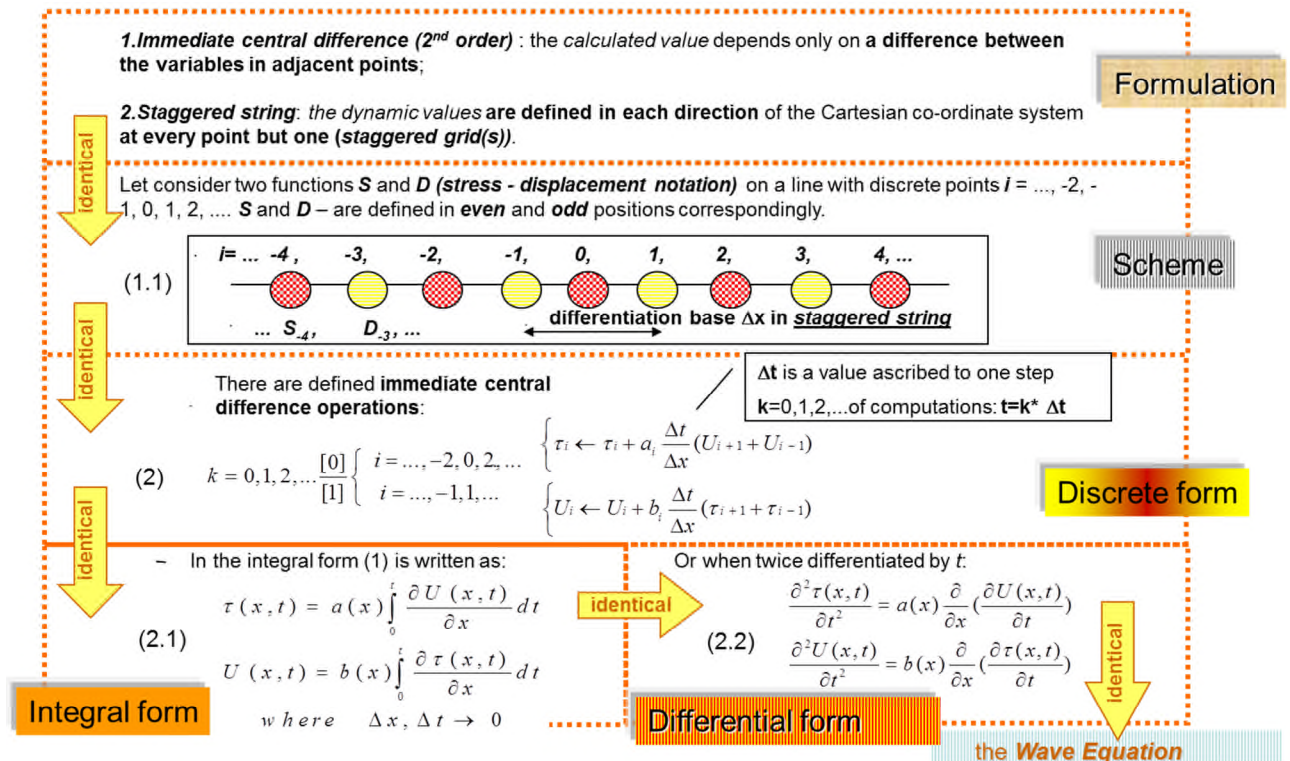 1.Immediate central difference (2nd order) : the calculated value depends only on a difference between
the variables in adjacent points;
Formulation
2.Staggered string: the dynamic values are defined in each direction of the Cartesian co-ordinate system
at every point but one (staggered grid(s)).
identical
Let consider two functions S and D (stress - displacement notation) on a line with discrete points i = ..., -2, -
1, 0, 1, 2, .... S and D – are defined in even and odd positions correspondingly.
Scheme
(1.1)
i= ... -4 , -3, -2, -1, 0, 1, 2, 3, 4, ...
differentiation base Δx in staggered string
... S-4, D-3, ...
identical
There are defined immediate central
difference operations:
Δt is a value ascribed to one step
k=0,1,2,...of computations: t=k* Δt
(2)
k = 0,1,2,... [0]/[1] { i = ...,−2,0,2,... { τi ← τi + ai Δt/Δx (Ui+1 + Ui−1)
i = ...,−1,1,... { Ui ← Ui + bi Δt/Δx (τi+1 + τi−1)
Discrete form
identical
– In the integral form (1) is written as:
τ(x,t) = a(x) ∫0t ∂U(x,t)/∂x dt
(2.1)
U(x,t) = b(x) ∫0t ∂τ(x,t)/∂x dt
where Δx, Δt → 0
Integral form
identical
Or when twice differentiated by t:
∂²τ(x,t)/∂t² = a(x) ∂/∂x (∂U(x,t)/∂t)
(2.2)
∂²U(x,t)/∂t² = b(x) ∂/∂x (∂τ(x,t)/∂t)
Differential form
identical
the Wave Equation